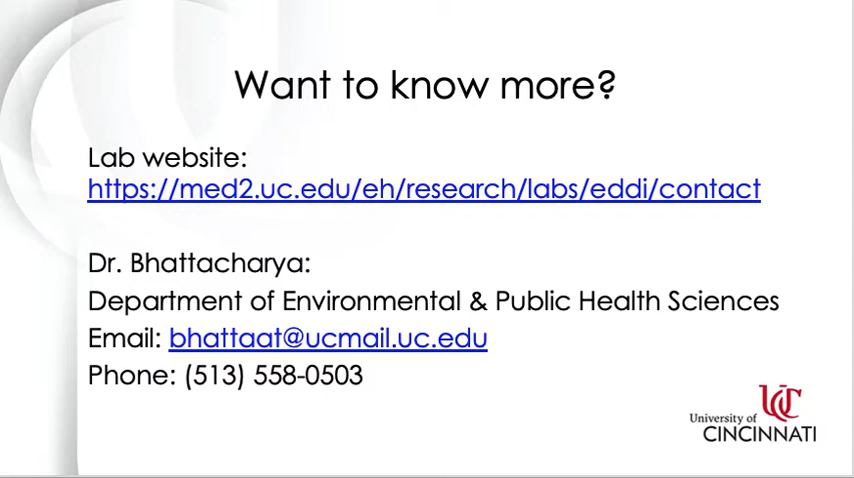 Want to know more?
Lab website:
https://med2.uc.edu/eh/research/labs/eddi/contact
Dr. Bhattacharya:
Department of Environmental & Public Health Sciences
Email: bhattaat@ucmail.uc.edu
Phone: (513) 558-0503
UC
University of
CINCINNATI